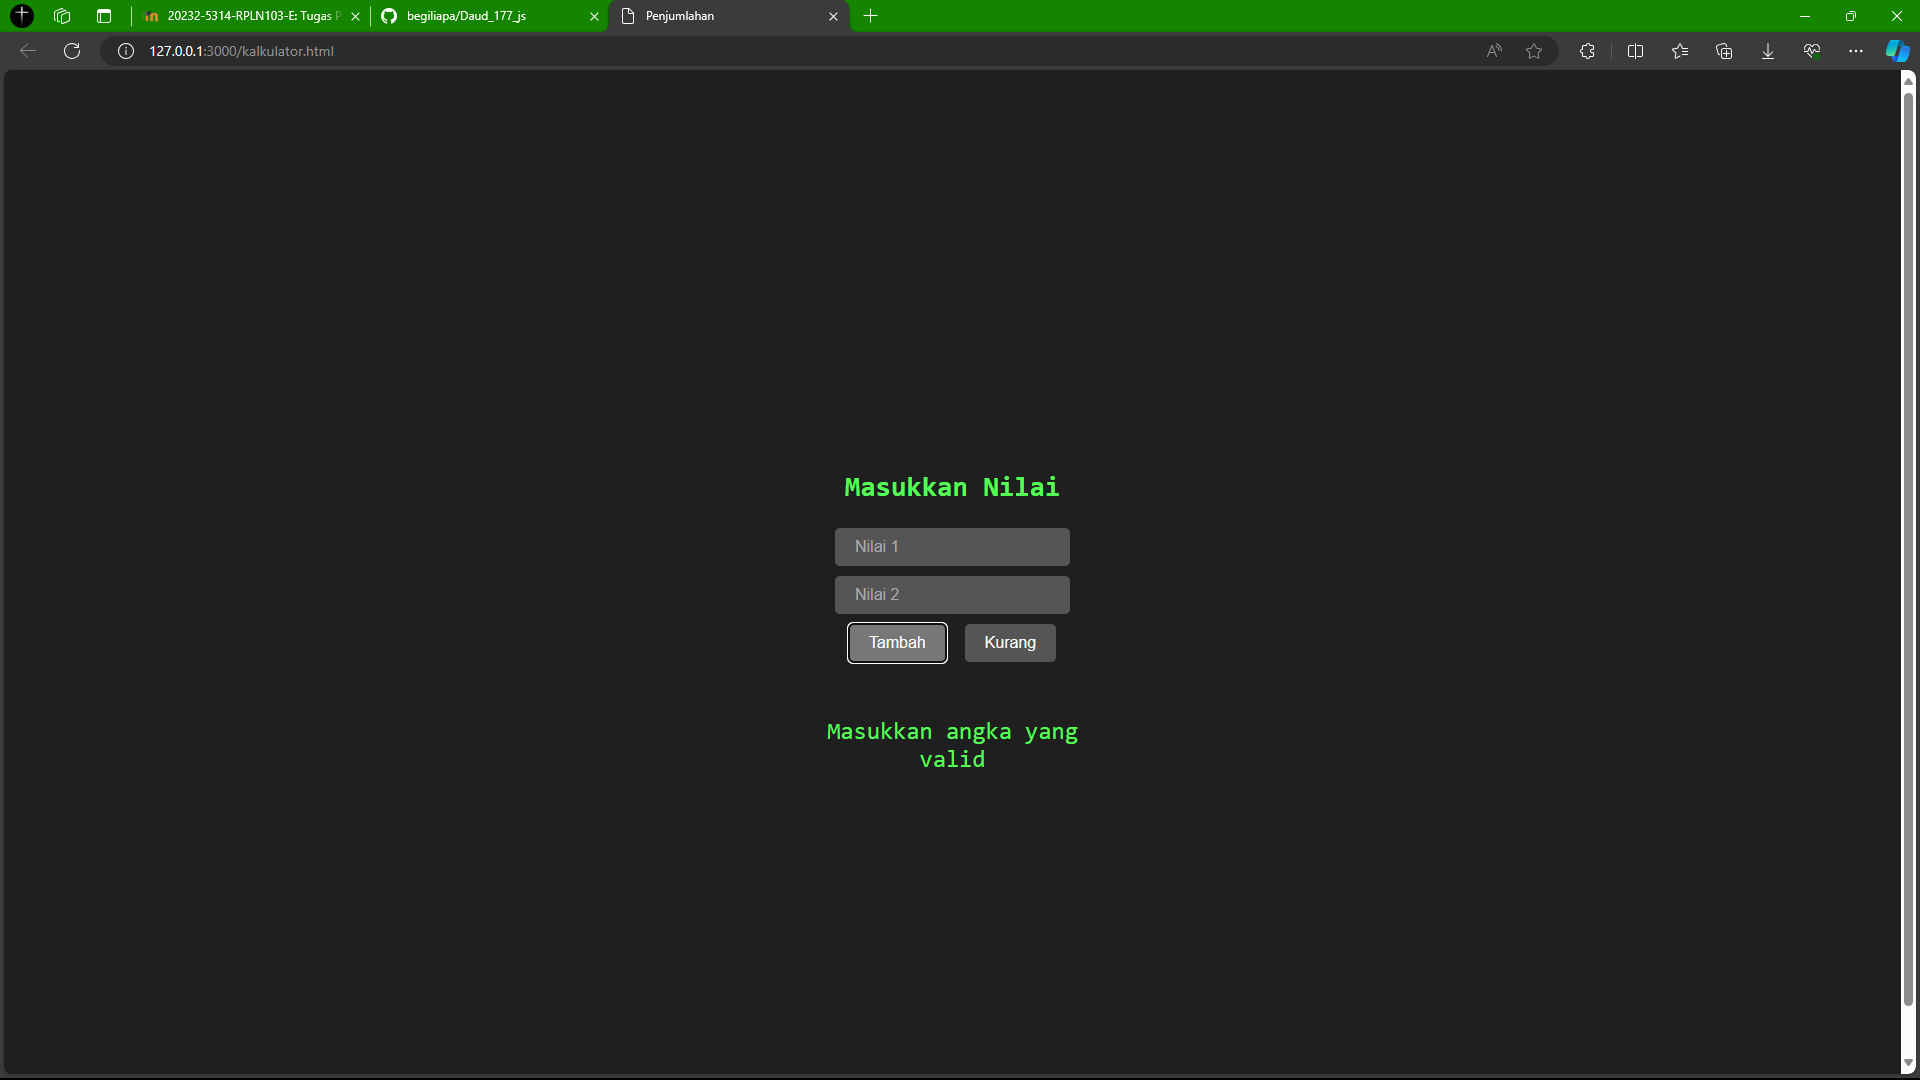 20232-5314-RPLN103-E: Tugas P
begiliapa/Daud_177_js
Penjumlahan
127.0.0.1:3000/kalkulator.html
Masukkan Nilai
Nilai 1
Nilai 2
Tambah
Kurang
Masukkan angka yang
valid